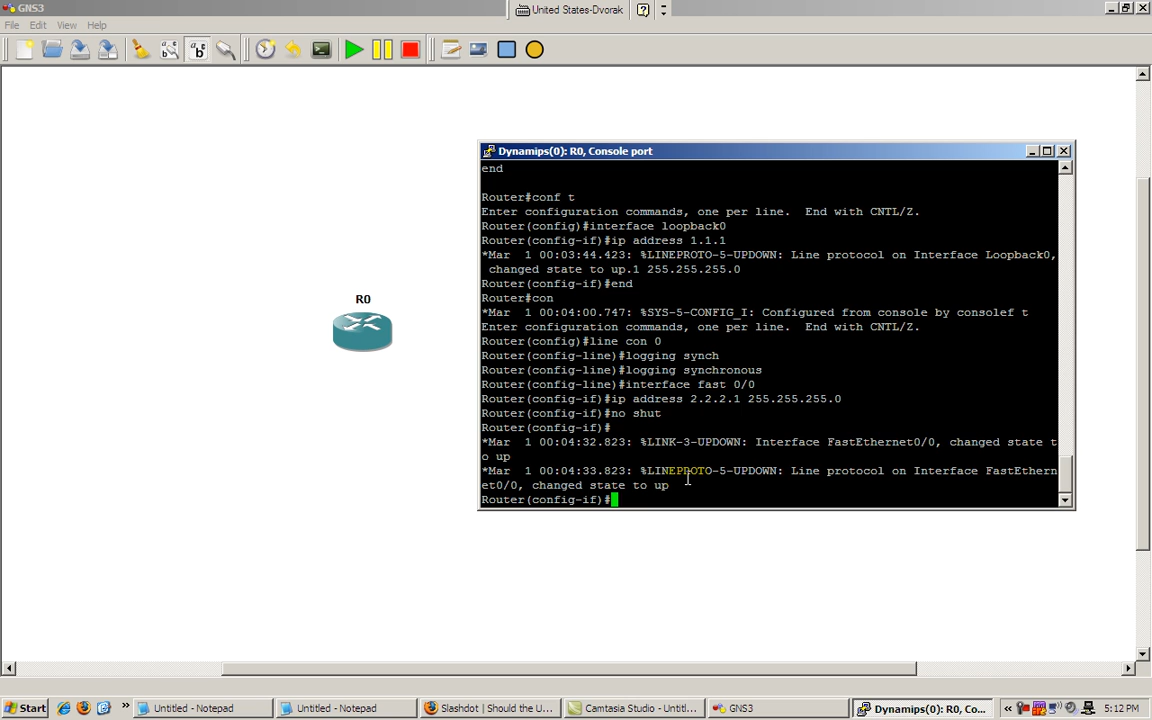 GNS3
United States-Dvorak
File Edit View Help
R0
Dynamips(0): R0, Console port
end
Router#conf t
Enter configuration commands, one per line.  End with CNTL/Z.
Router(config)#interface loopback0
Router(config-if)#ip address 1.1.1
*Mar  1 00:03:44.423: %LINEPROTO-5-UPDOWN: Line protocol on Interface Loopback0,
 changed state to up.1 255.255.255.0
Router(config-if)#end
Router#con
*Mar  1 00:04:00.747: %SYS-5-CONFIG_I: Configured from console by consolef t
Enter configuration commands, one per line.  End with CNTL/Z.
Router(config)#line con 0
Router(config-line)#logging synch
Router(config-line)#logging synchronous
Router(config-line)#interface fast 0/0
Router(config-if)#ip address 2.2.2.1 255.255.255.0
Router(config-if)#no shut
Router(config-if)#
*Mar  1 00:04:32.823: %LINK-3-UPDOWN: Interface FastEthernet0/0, changed state t
o up
*Mar  1 00:04:33.823: %LINEPROTO-5-UPDOWN: Line protocol on Interface FastEthern
et0/0, changed state to up
Router(config-if)#
Start Untitled - Notepad Untitled - Notepad Slashdot | Should the U... Camtasia Studio - Untitl... GNS3 Dynamips(0): R0, Co... 5:12 PM